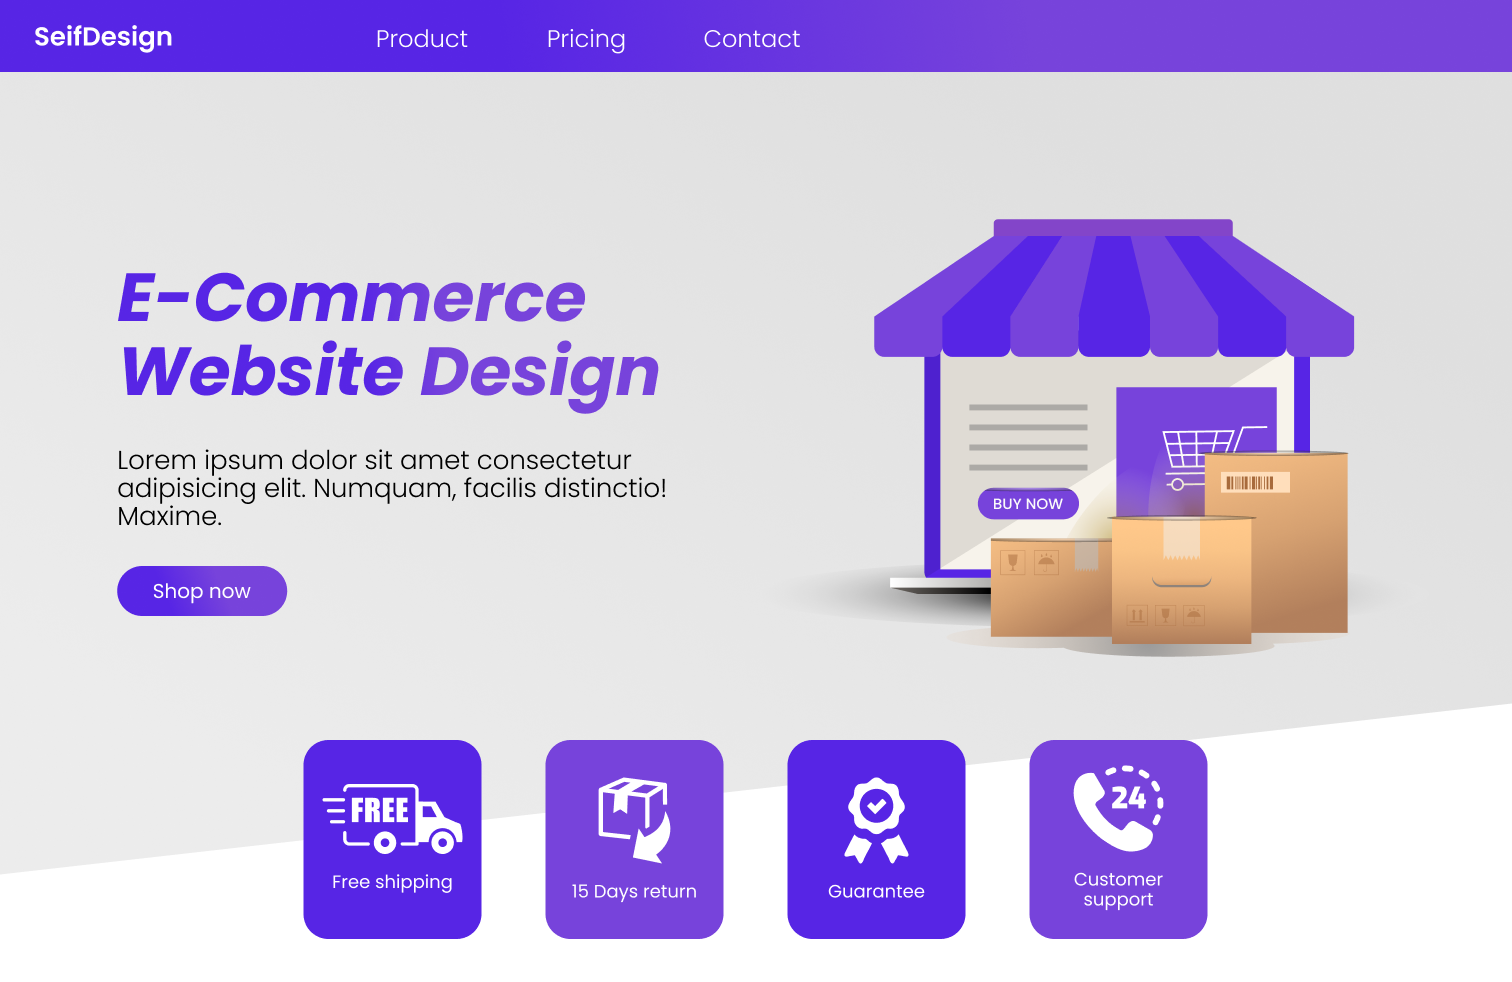 SeifDesign
Product
Pricing
Contact
E-Commerce
Website Design
Lorem ipsum dolor sit amet consectetur
adipisicing elit. Numquam, facilis distinctio!
Maxime.
Shop now
BUY NOW
FREE
Free shipping
15 Days return
Guarantee
24
Customer
support